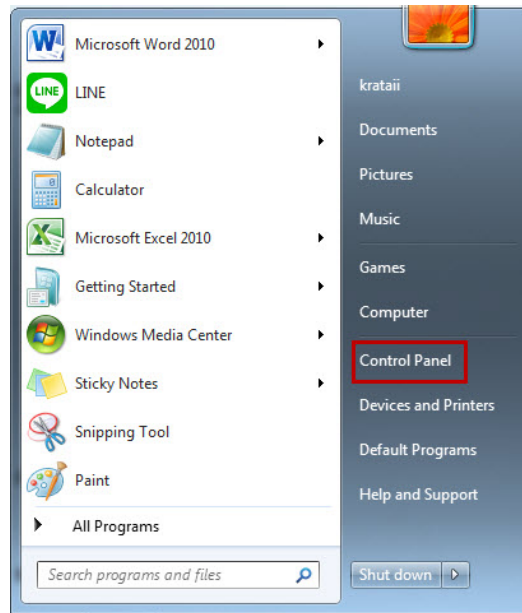 Microsoft Word 2010
LINE
LINE
Notepad
Calculator
Microsoft Excel 2010
Getting Started
Windows Media Center
Sticky Notes
Snipping Tool
Paint
All Programs
Search programs and files
krataii
Documents
Pictures
Music
Games
Computer
Control Panel
Devices and Printers
Default Programs
Help and Support
Shut down